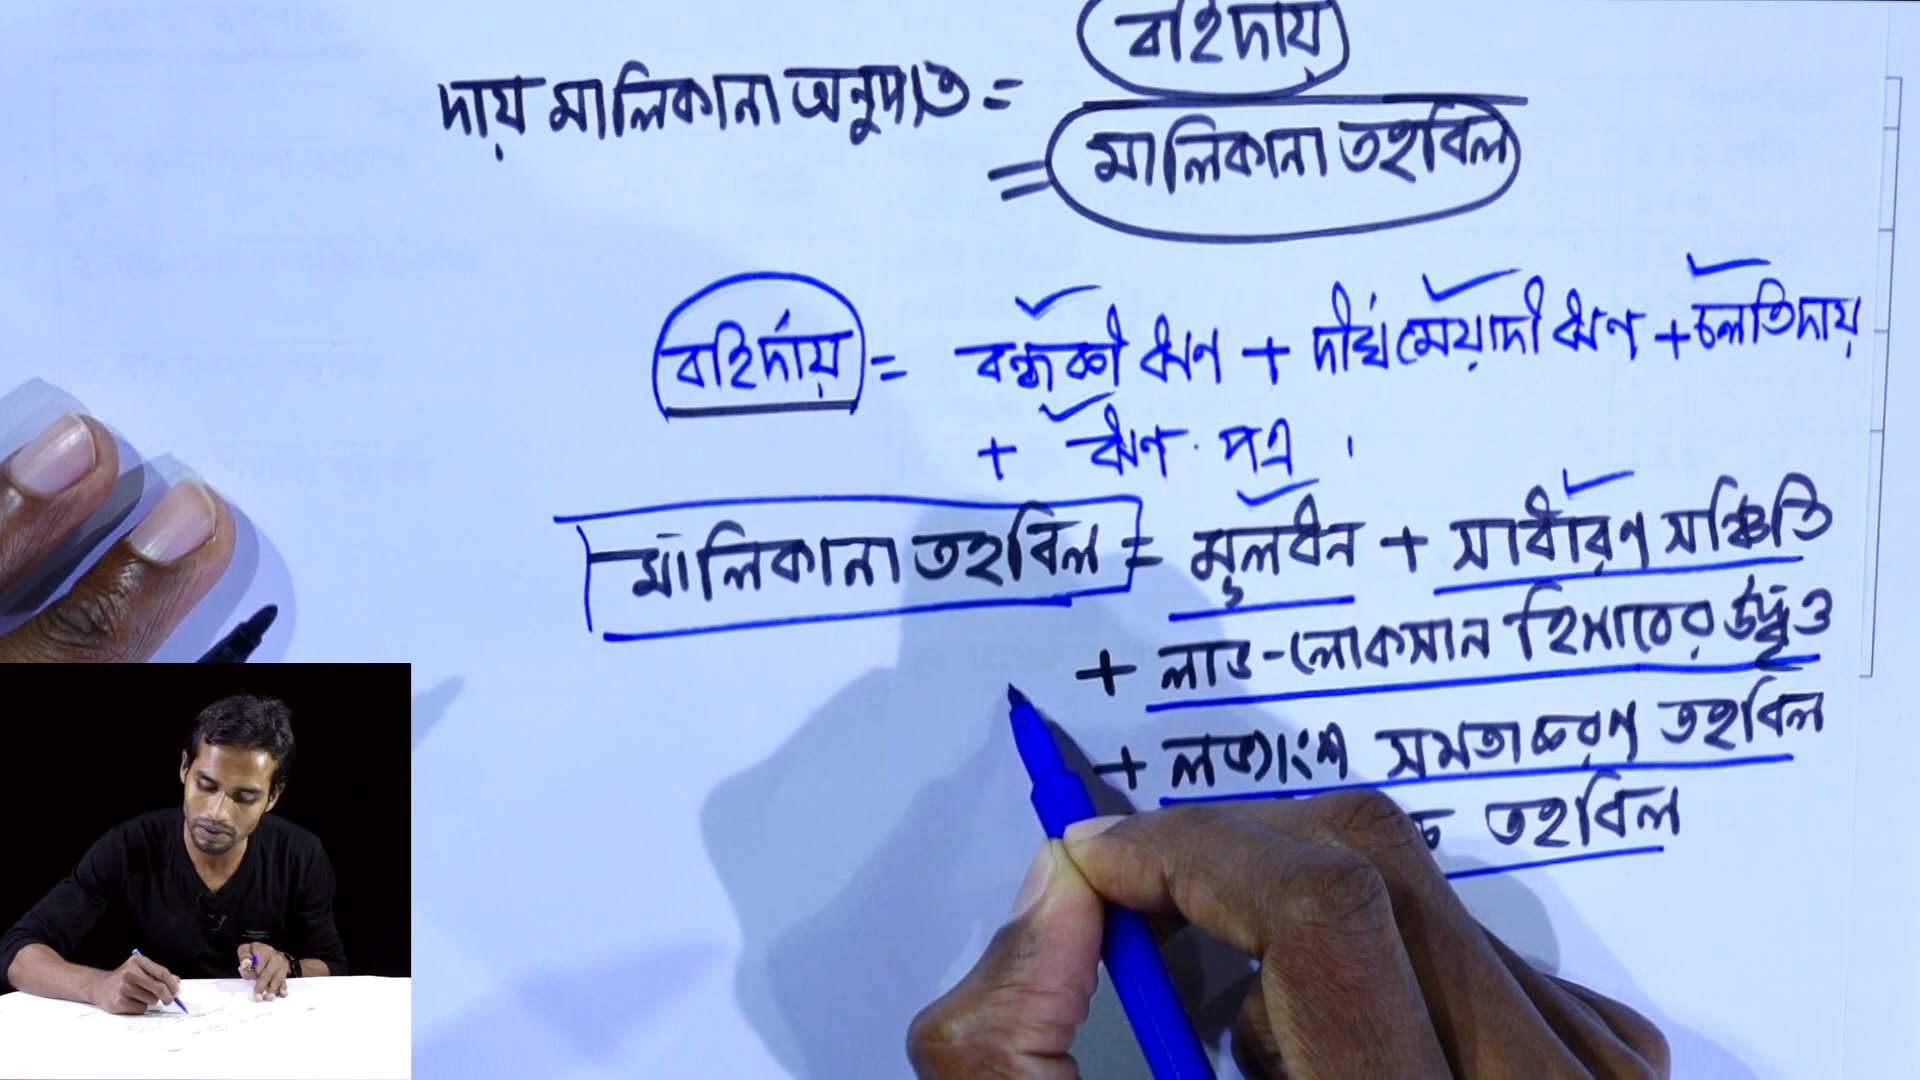 বহিদায়
দায় মালিকানা অনুপাত =
= মালিকানা তহবিল
বহির্দায় = বন্ধকী ঋণ + দীর্ঘমেয়াদী ঋণ + চলতিদায়
+ ঋণ পত্র ।
মালিকানা তহবিল = মূলধন + সাধারণ সঞ্চিতি
+ লাভ-লোকসান হিসাবের উদ্বৃত্ত
+ লভ্যাংশ সমতাকরণ তহবিল
তহবিল